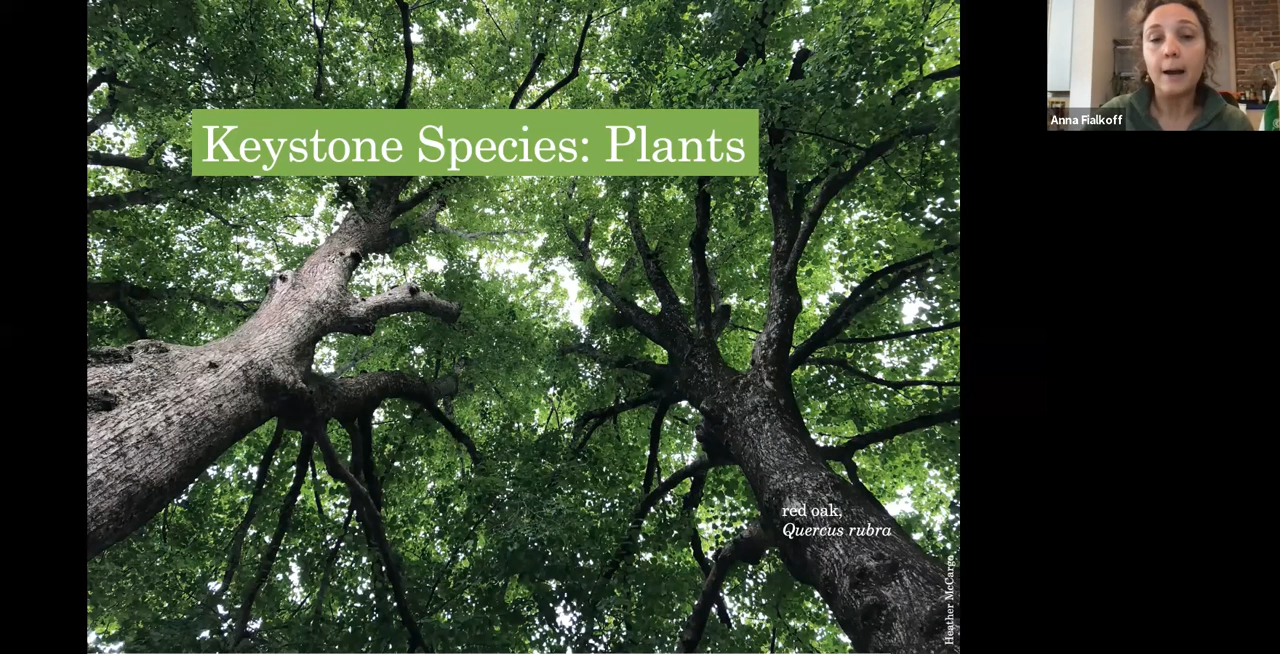 Keystone Species: Plants
Anna Fialkoff
red oak,
Quercus rubra
Heather McCargo